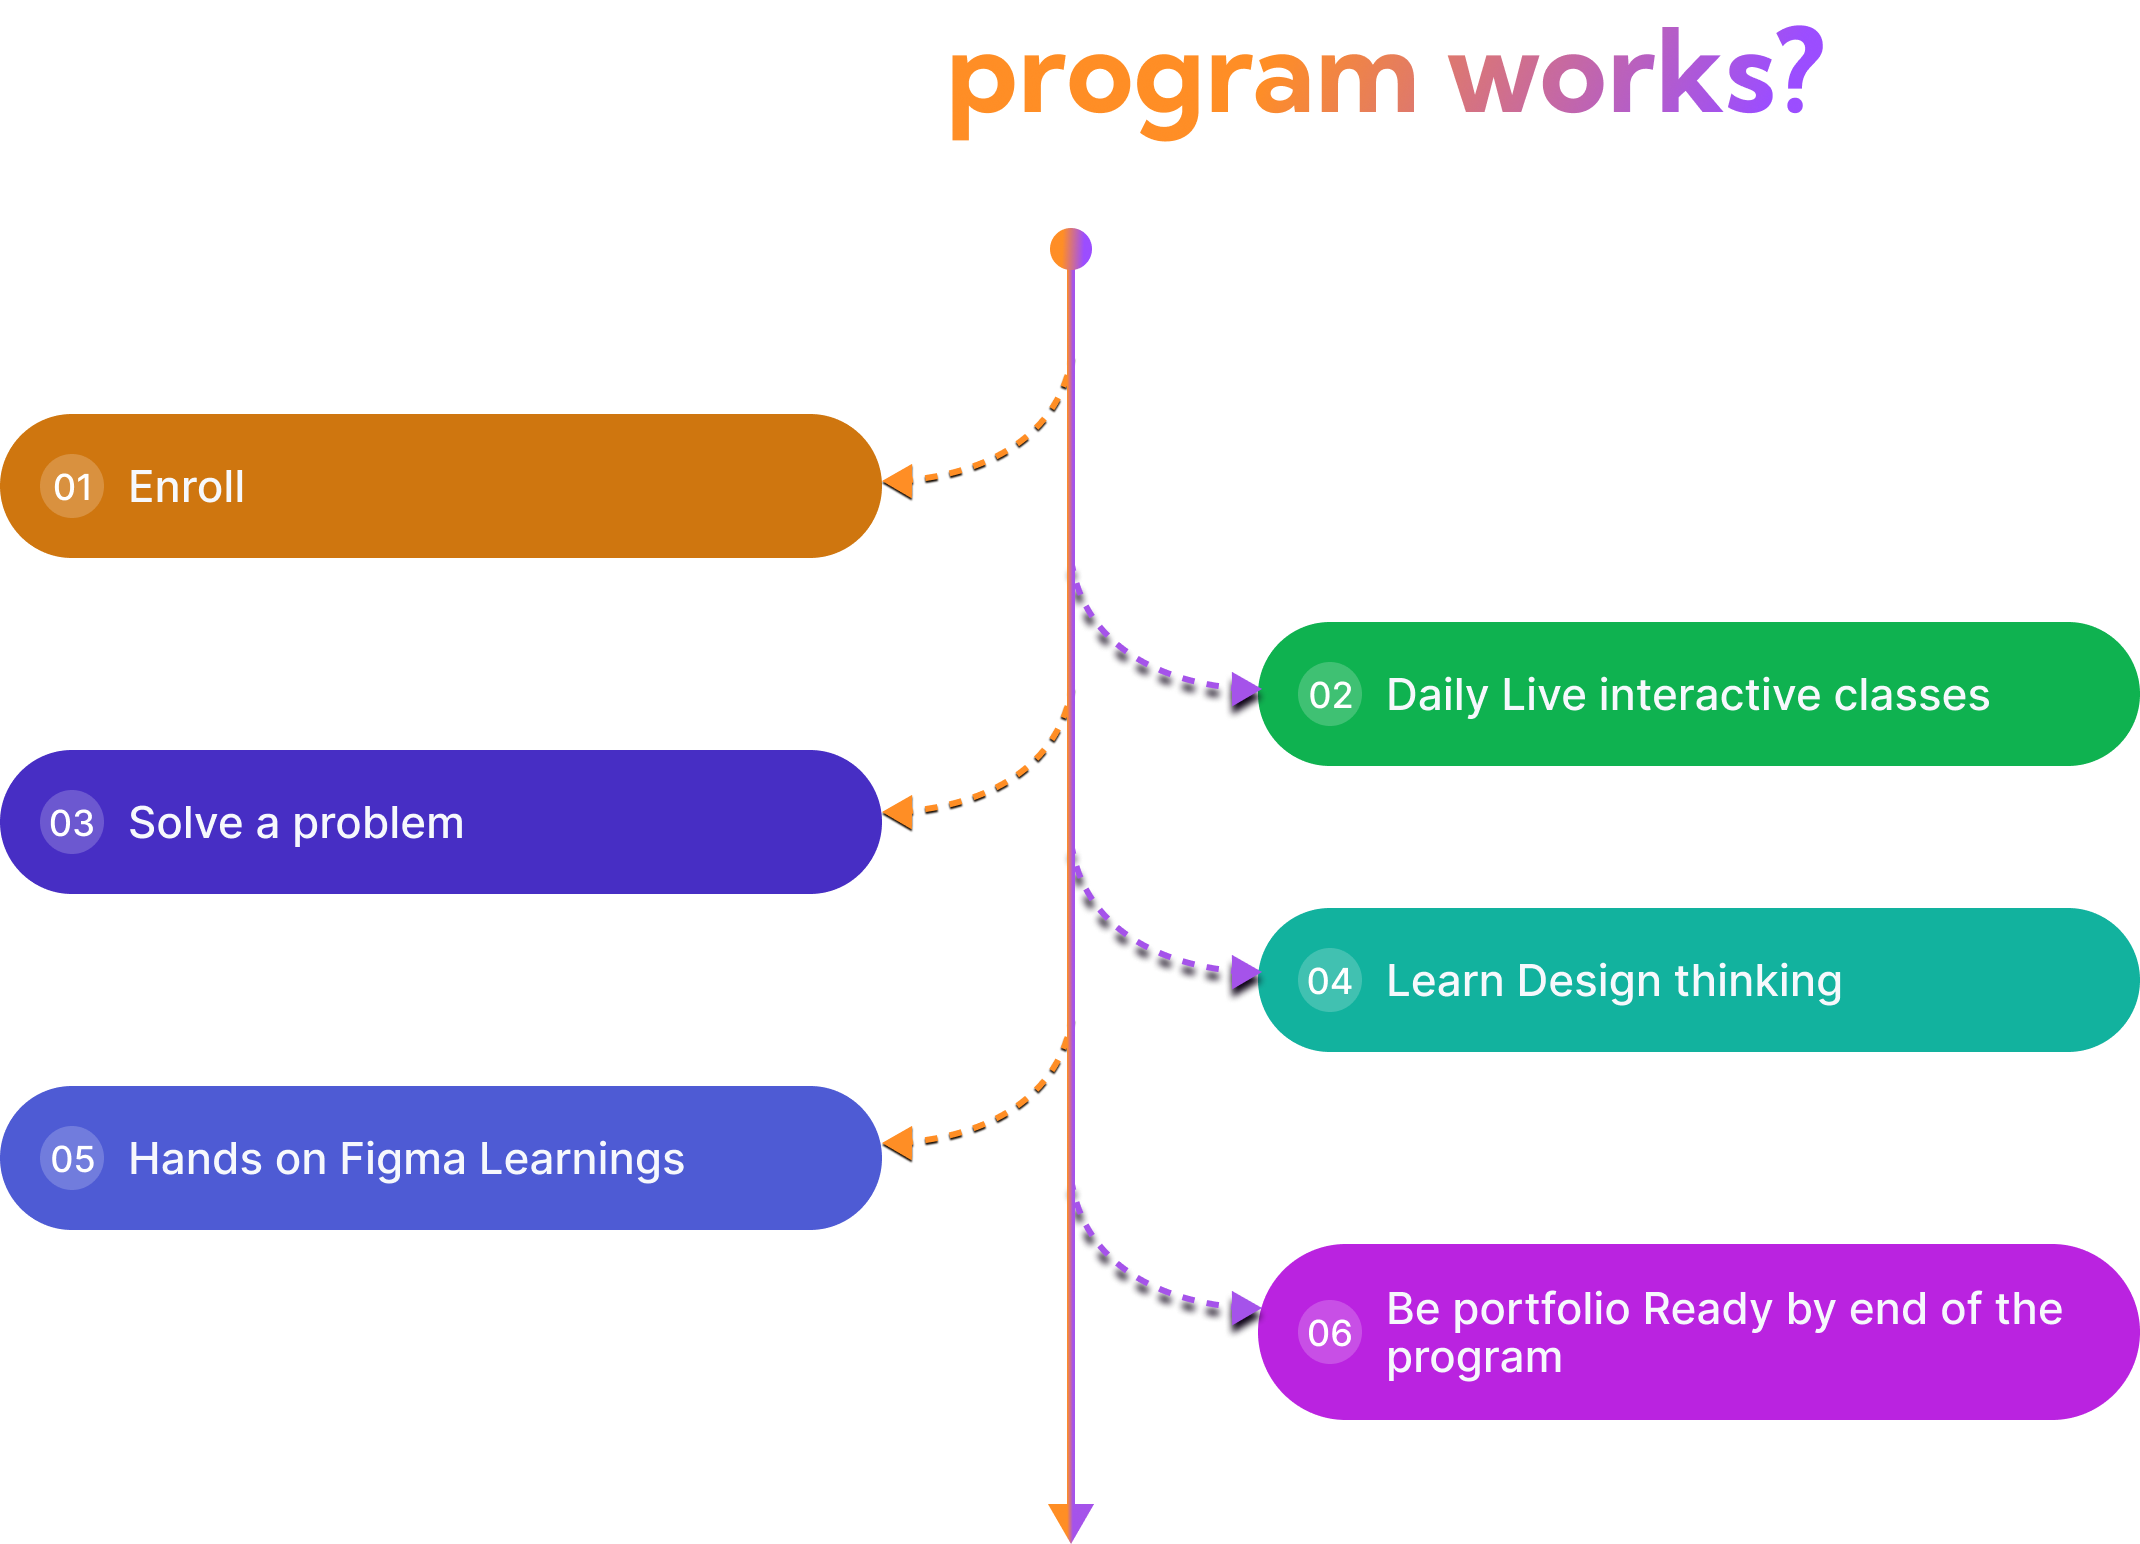 program works?
01 Enroll
02 Daily Live interactive classes
03 Solve a problem
04 Learn Design thinking
05 Hands on Figma Learnings
06 Be portfolio Ready by end of the
program